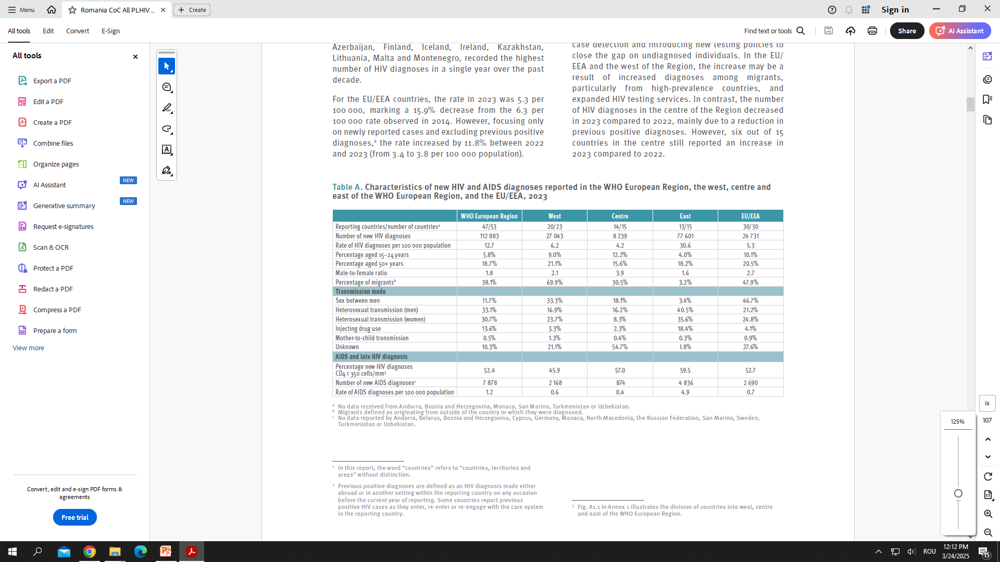 Menu
Romania CoC All PLHIV ...
Create
Sign in
All tools
Edit
Convert
E-Sign
Find text or tools
Share
AI Assistant
All tools
Export a PDF
Edit a PDF
Create a PDF
Combine files
Organize pages
AI Assistant
NEW
Generative summary
NEW
Request e-signatures
Scan & OCR
Protect a PDF
Redact a PDF
Compress a PDF
Prepare a form
View more
Convert, edit and e-sign PDF forms &
agreements
Free trial
Azerbaijan, Finland, Iceland, Ireland, Kazakhstan,
Lithuania, Malta and Montenegro, recorded the highest
number of HIV diagnoses in a single year over the past
decade.
For the EU/EEA countries, the rate in 2023 was 5.3 per
100 000, marking a 15.9% decrease from the 6.3 per
100 000 rate observed in 2014. However, focusing only
on newly reported cases and excluding previous positive
diagnoses,² the rate increased by 11.8% between 2022
and 2023 (from 3.4 to 3.8 per 100 000 population).
case detection and introducing new testing policies to
close the gap on undiagnosed individuals. In the EU/
EEA and the west of the Region, the increase may be a
result of increased diagnoses among migrants,
particularly from high-prevalence countries, and
expanded HIV testing services. In contrast, the number
of HIV diagnoses in the centre of the Region decreased
in 2023 compared to 2022, mainly due to a reduction in
previous positive diagnoses. However, six out of 15
countries in the centre still reported an increase in
2023 compared to 2022.
Table A. Characteristics of new HIV and AIDS diagnoses reported in the WHO European Region, the west, centre and
east of the WHO European Region, and the EU/EEA, 2023
WHO European Region West Centre East EU/EEA
Reporting countries/number of countriesª 47/53 20/23 14/15 13/15 30/30
Number of new HIV diagnoses 112 883 27 043 8 239 77 601 24 731
Rate of HIV diagnoses per 100 000 population 12.7 6.2 4.2 30.6 5.3
Percentage aged 15–24 years 5.8% 9.0% 12.2% 4.0% 10.1%
Percentage aged 50+ years 18.7% 21.1% 15.6% 18.2% 20.5%
Male-to-female ratio 1.8 2.1 3.9 1.6 2.7
Percentage of migrantsᵇ 38.1% 69.9% 30.5% 3.2% 47.9%
Transmission mode
Sex between men 11.7% 33.3% 18.1% 3.4% 46.7%
Heterosexual transmission (men) 33.1% 16.9% 16.2% 40.5% 21.2%
Heterosexual transmission (women) 30.7% 23.7% 8.3% 35.6% 24.8%
Injecting drug use 13.6% 3.3% 2.3% 18.4% 4.1%
Mother-to-child transmission 0.5% 1.3% 0.4% 0.3% 0.9%
Unknown 10.3% 21.1% 54.7% 1.8% 27.6%
AIDS and late HIV diagnosis
Percentage new HIV diagnoses
CD4 < 350 cells/mm³ 52.4 45.9 57.0 59.5 52.7
Number of new AIDS diagnosesᶜ 7 878 2 168 874 4 836 2 690
Rate of AIDS diagnoses per 100 000 population 1.2 0.6 0.4 4.9 0.7
ª No data received from Andorra, Bosnia and Herzegovina, Monaco, San Marino, Turkmenistan or Uzbekistan.
ᵇ Migrants defined as originating from outside of the country in which they were diagnosed.
ᶜ No data reported by Andorra, Belarus, Bosnia and Herzegovina, Cyprus, Germany, Monaco, North Macedonia, the Russian Federation, San Marino, Sweden,
Turkmenistan or Uzbekistan.
¹ In this report, the word “countries” refers to “countries, territories and
areas” without distinction.
² Previous positive diagnoses are defined as an HIV diagnosis made either
abroad or in another setting within the reporting country on any occasion
before the current year of reporting. Some countries report previous
positive HIV cases as they enter, re-enter or re-engage with the care system
in the reporting country.
³ Fig. A1.1 in Annex 1 illustrates the division of countries into west, centre
and east of the WHO European Region.
ix
107
125%
1:1
ROU
12:12 PM
3/24/2025
15